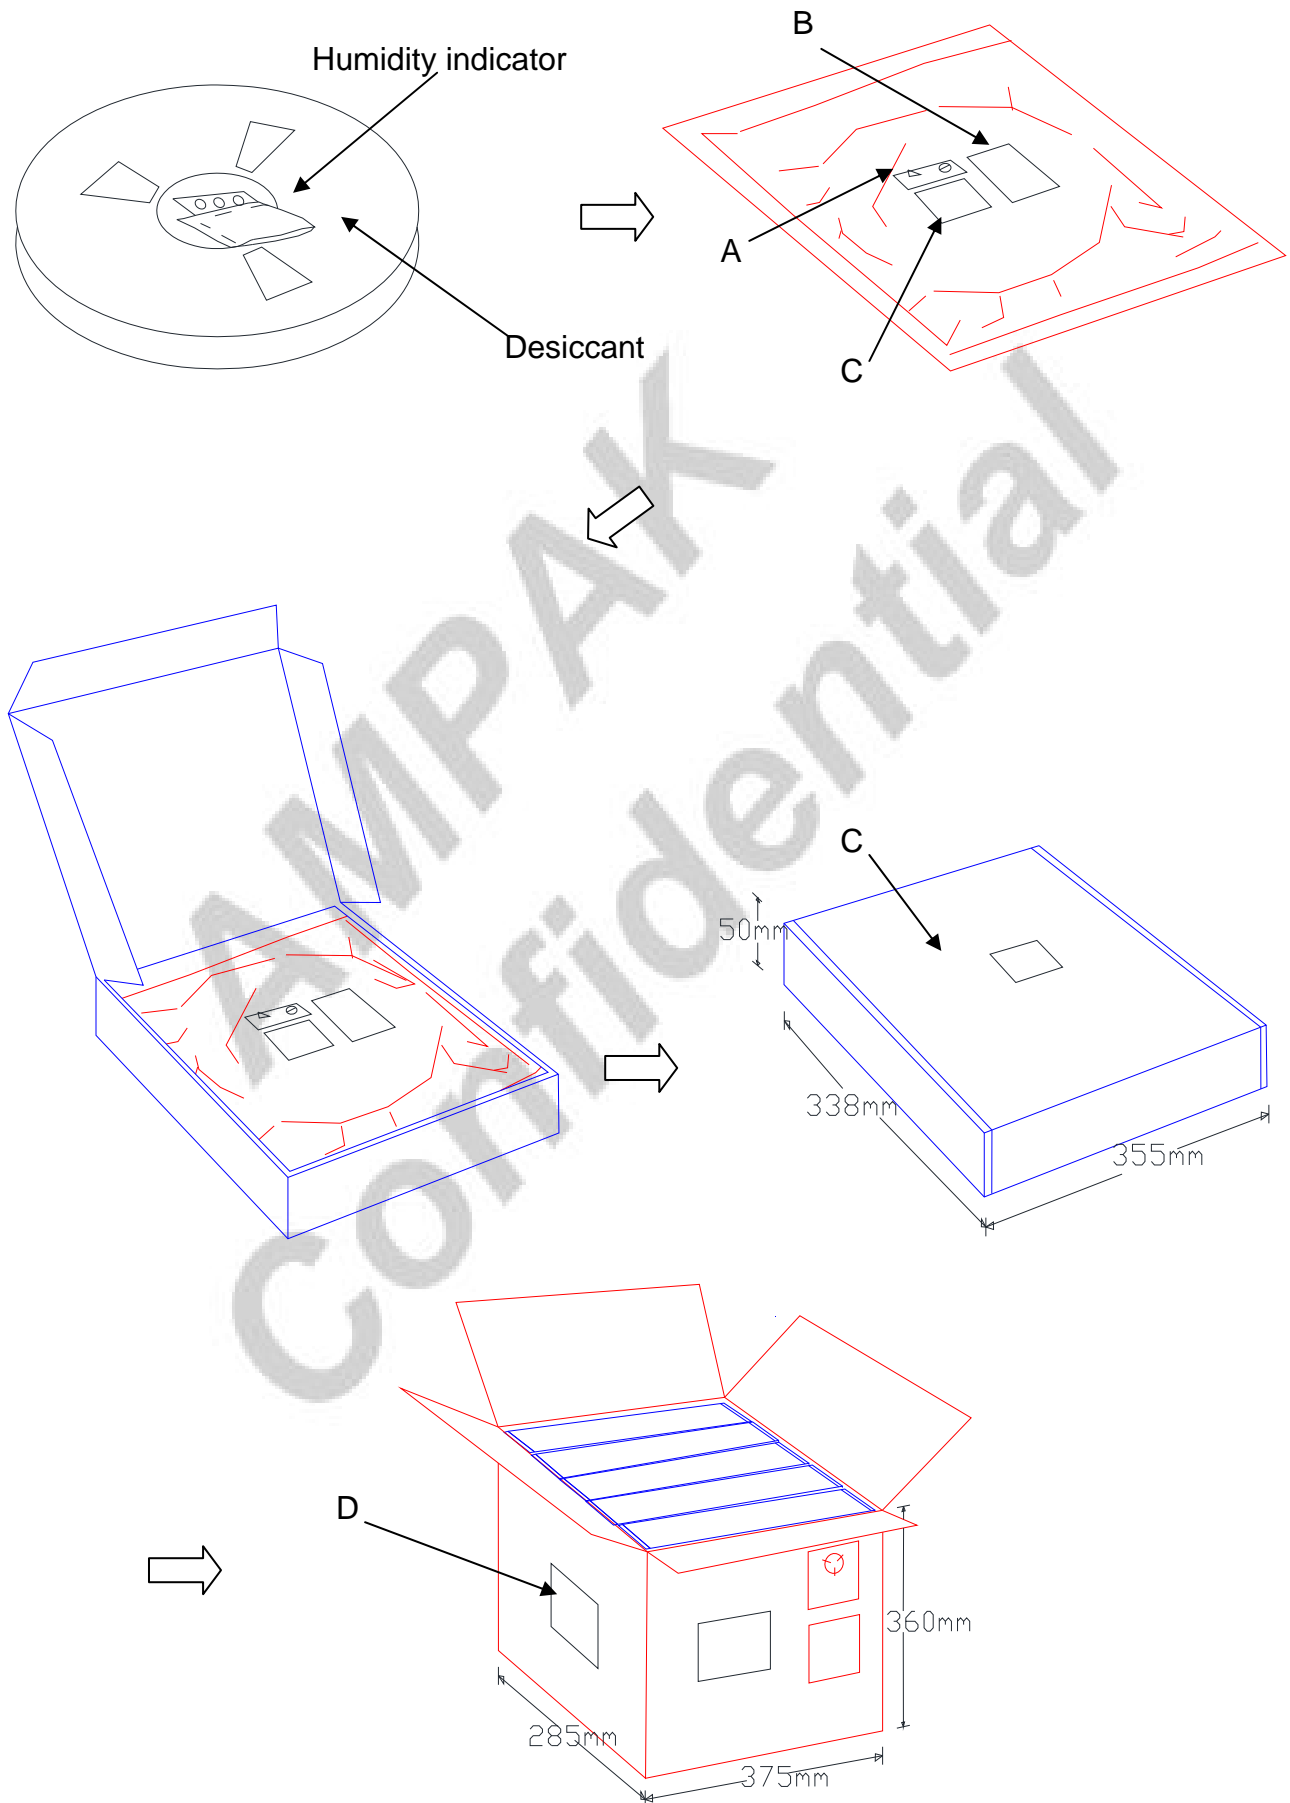 Humidity indicator
B
A
Desiccant
C
AMPAK
Confidential
C
50mm
338mm
355mm
D
360mm
285mm
375mm